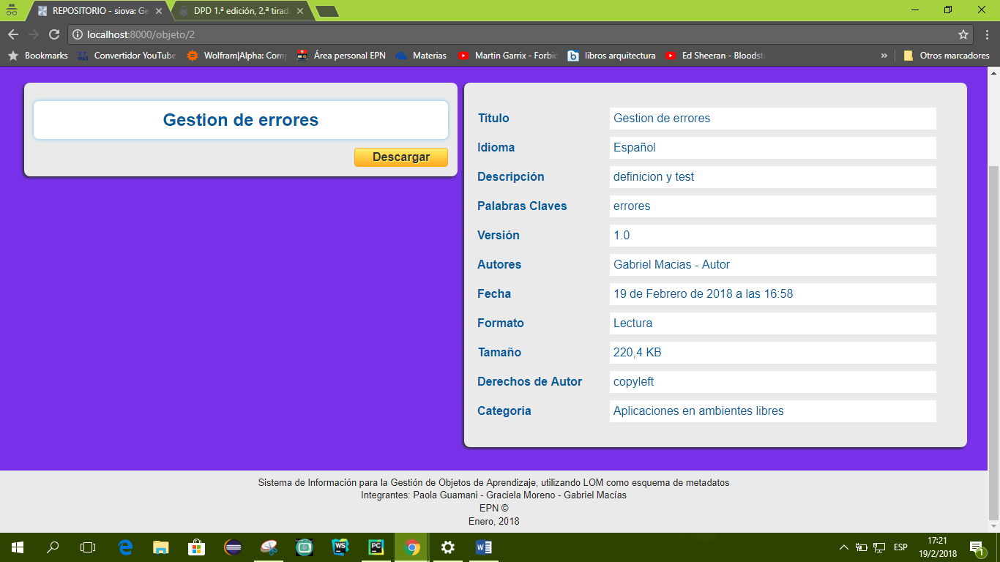 REPOSITORIO - siova: Ge
DPD 1.ª edición, 2.ª tirada
localhost:8000/objeto/2
Bookmarks
Convertidor YouTube
Wolfram|Alpha: Com
Área personal EPN
Materias
Martin Garrix - Forbid
libros arquitectura
Ed Sheeran - Bloodst
»
Otros marcadores
Gestion de errores
Descargar
Título Gestion de errores
Idioma Español
Descripción definicion y test
Palabras Claves errores
Versión 1.0
Autores Gabriel Macias - Autor
Fecha 19 de Febrero de 2018 a las 16:58
Formato Lectura
Tamaño 220,4 KB
Derechos de Autor copyleft
Categoría Aplicaciones en ambientes libres
Sistema de Información para la Gestión de Objetos de Aprendizaje, utilizando LOM como esquema de metadatos
Integrantes: Paola Guamani - Graciela Moreno - Gabriel Macías
EPN ©
Enero, 2018
WS
PC
ESP
17:21
19/2/2018
1